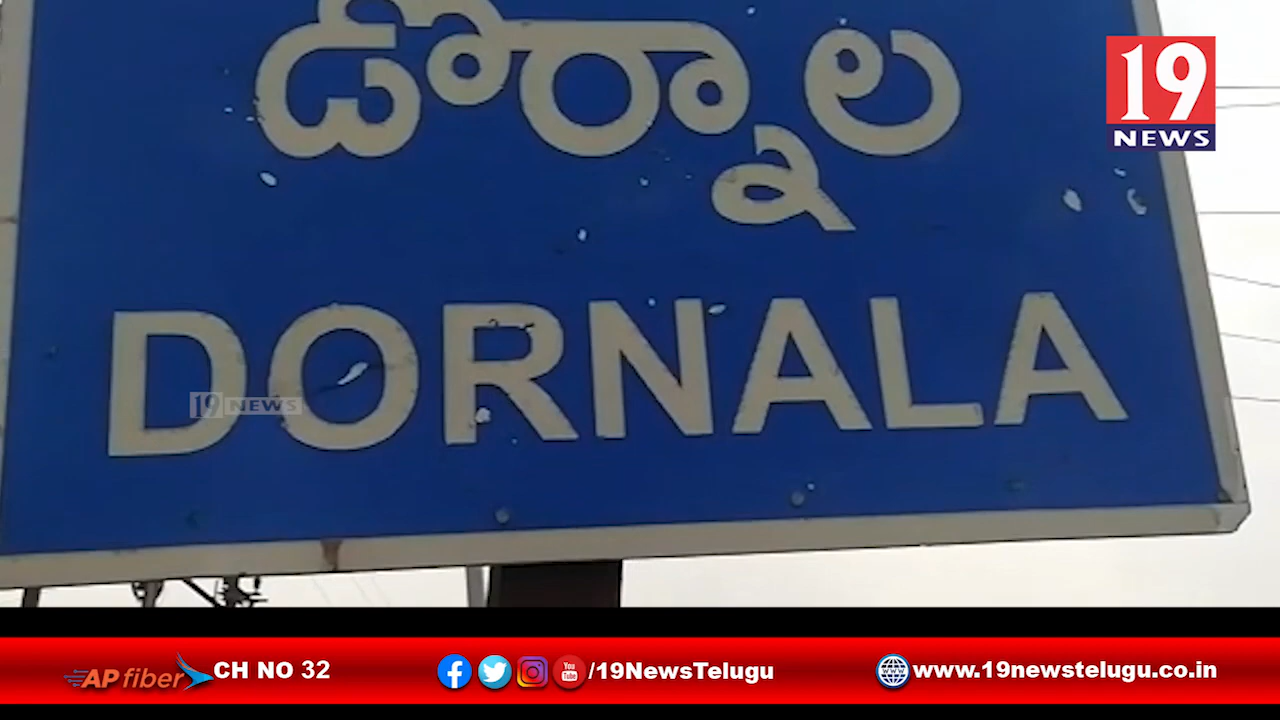 డోర్నాల
19
NEWS
DORNALA
19 NEWS
AP fiber CH NO 32
/19NewsTelugu
www.19newstelugu.co.in